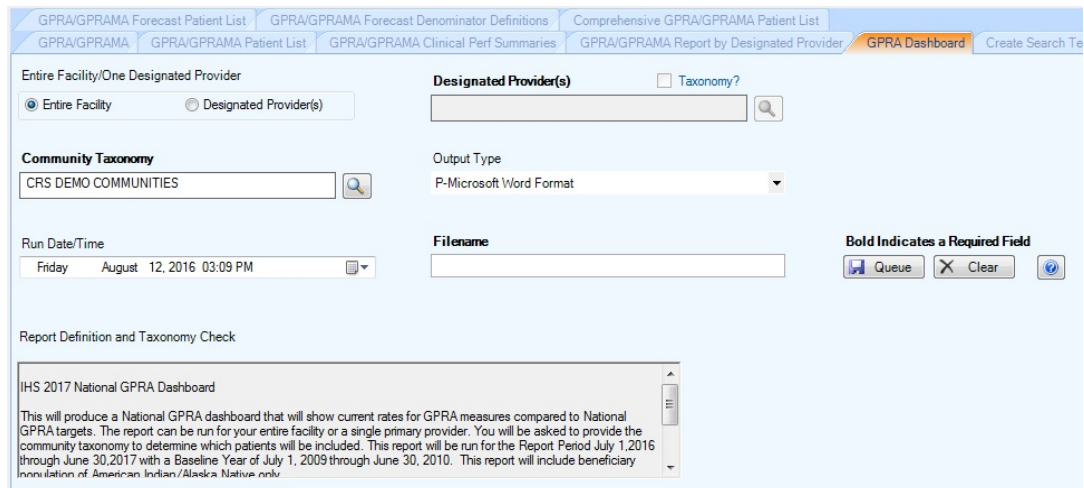 GPRA/GPRAMA Forecast Patient List GPRA/GPRAMA Forecast Denominator Definitions Comprehensive GPRA/GPRAMA Patient List
GPRA/GPRAMA GPRA/GPRAMA Patient List GPRA/GPRAMA Clinical Perf Summaries GPRA/GPRAMA Report by Designated Provider GPRA Dashboard Create Search Te
Entire Facility/One Designated Provider
Designated Provider(s) Taxonomy?
Entire Facility Designated Provider(s)
Community Taxonomy Output Type
CRS DEMO COMMUNITIES P-Microsoft Word Format
Run Date/Time Filename Bold Indicates a Required Field
Friday August 12, 2016 03:09 PM Queue Clear
Report Definition and Taxonomy Check
IHS 2017 National GPRA Dashboard
This will produce a National GPRA dashboard that will show current rates for GPRA measures compared to National
GPRA targets. The report can be run for your entire facility or a single primary provider. You will be asked to provide the
community taxonomy to determine which patients will be included. This report will be run for the Report Period July 1,2016
through June 30,2017 with a Baseline Year of July 1, 2009 through June 30, 2010. This report will include beneficiary
population of American Indian/Alaska Native only